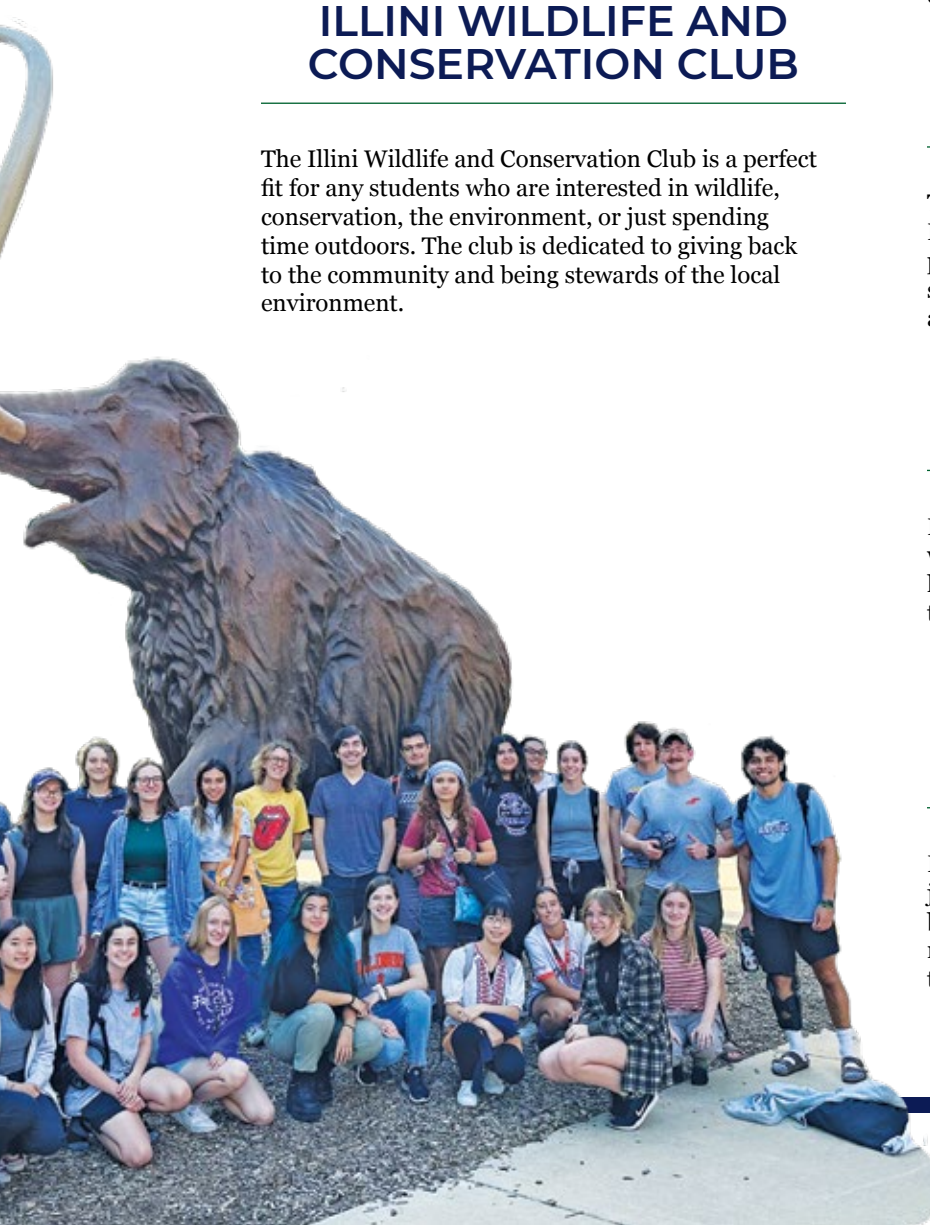 ILLINI WILDLIFE AND
CONSERVATION CLUB
The Illini Wildlife and Conservation Club is a perfect
fit for any students who are interested in wildlife,
conservation, the environment, or just spending
time outdoors. The club is dedicated to giving back
to the community and being stewards of the local
environment.